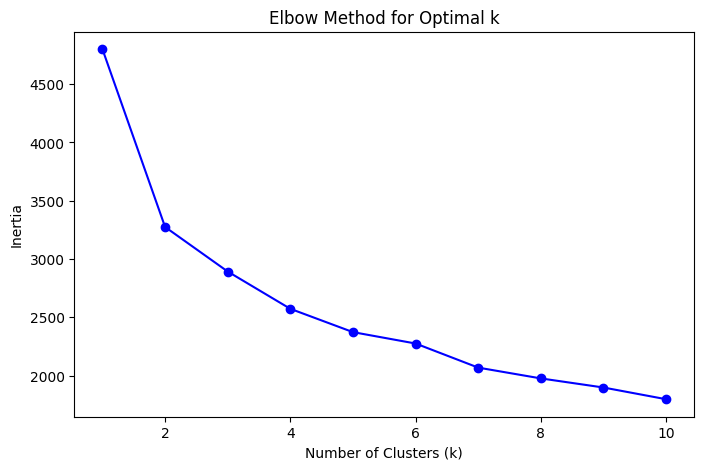 Elbow Method for Optimal k
4500
4000
3500
3000
2500
2000
Inertia
2 4 6 8 10
Number of Clusters (k)